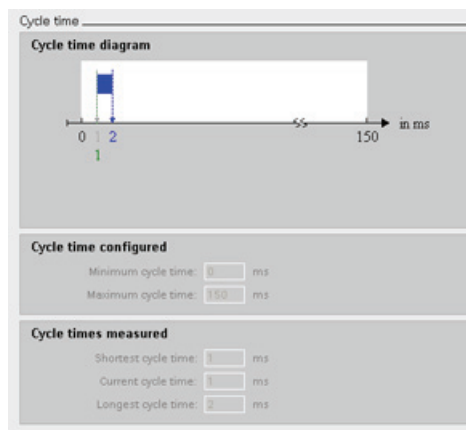 Cycle time
Cycle time diagram
in ms
0 1 2 150
1
Cycle time configured
Minimum cycle time: 0 ms
Maximum cycle time: 150 ms
Cycle times measured
Shortest cycle time: 1 ms
Current cycle time: 1 ms
Longest cycle time: 2 ms